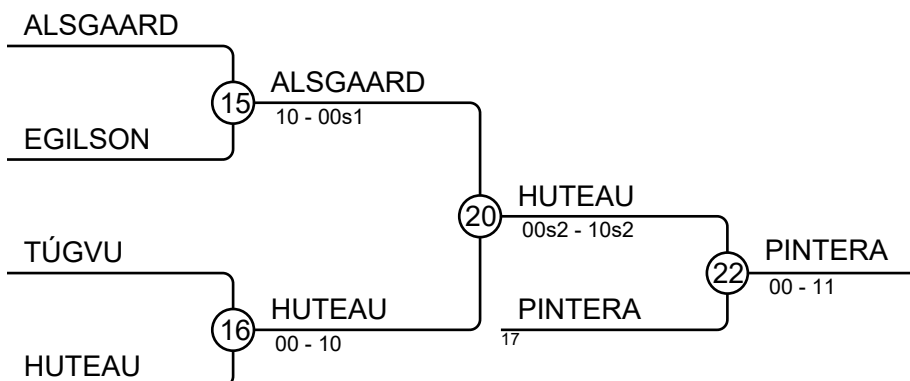 ALSGAARD
15
ALSGAARD
10 - 00s1
EGILSON
20
HUTEAU
00s2 - 10s2
TÚGVU
22
PINTERA
00 - 11
16
HUTEAU
00 - 10
PINTERA
17
HUTEAU